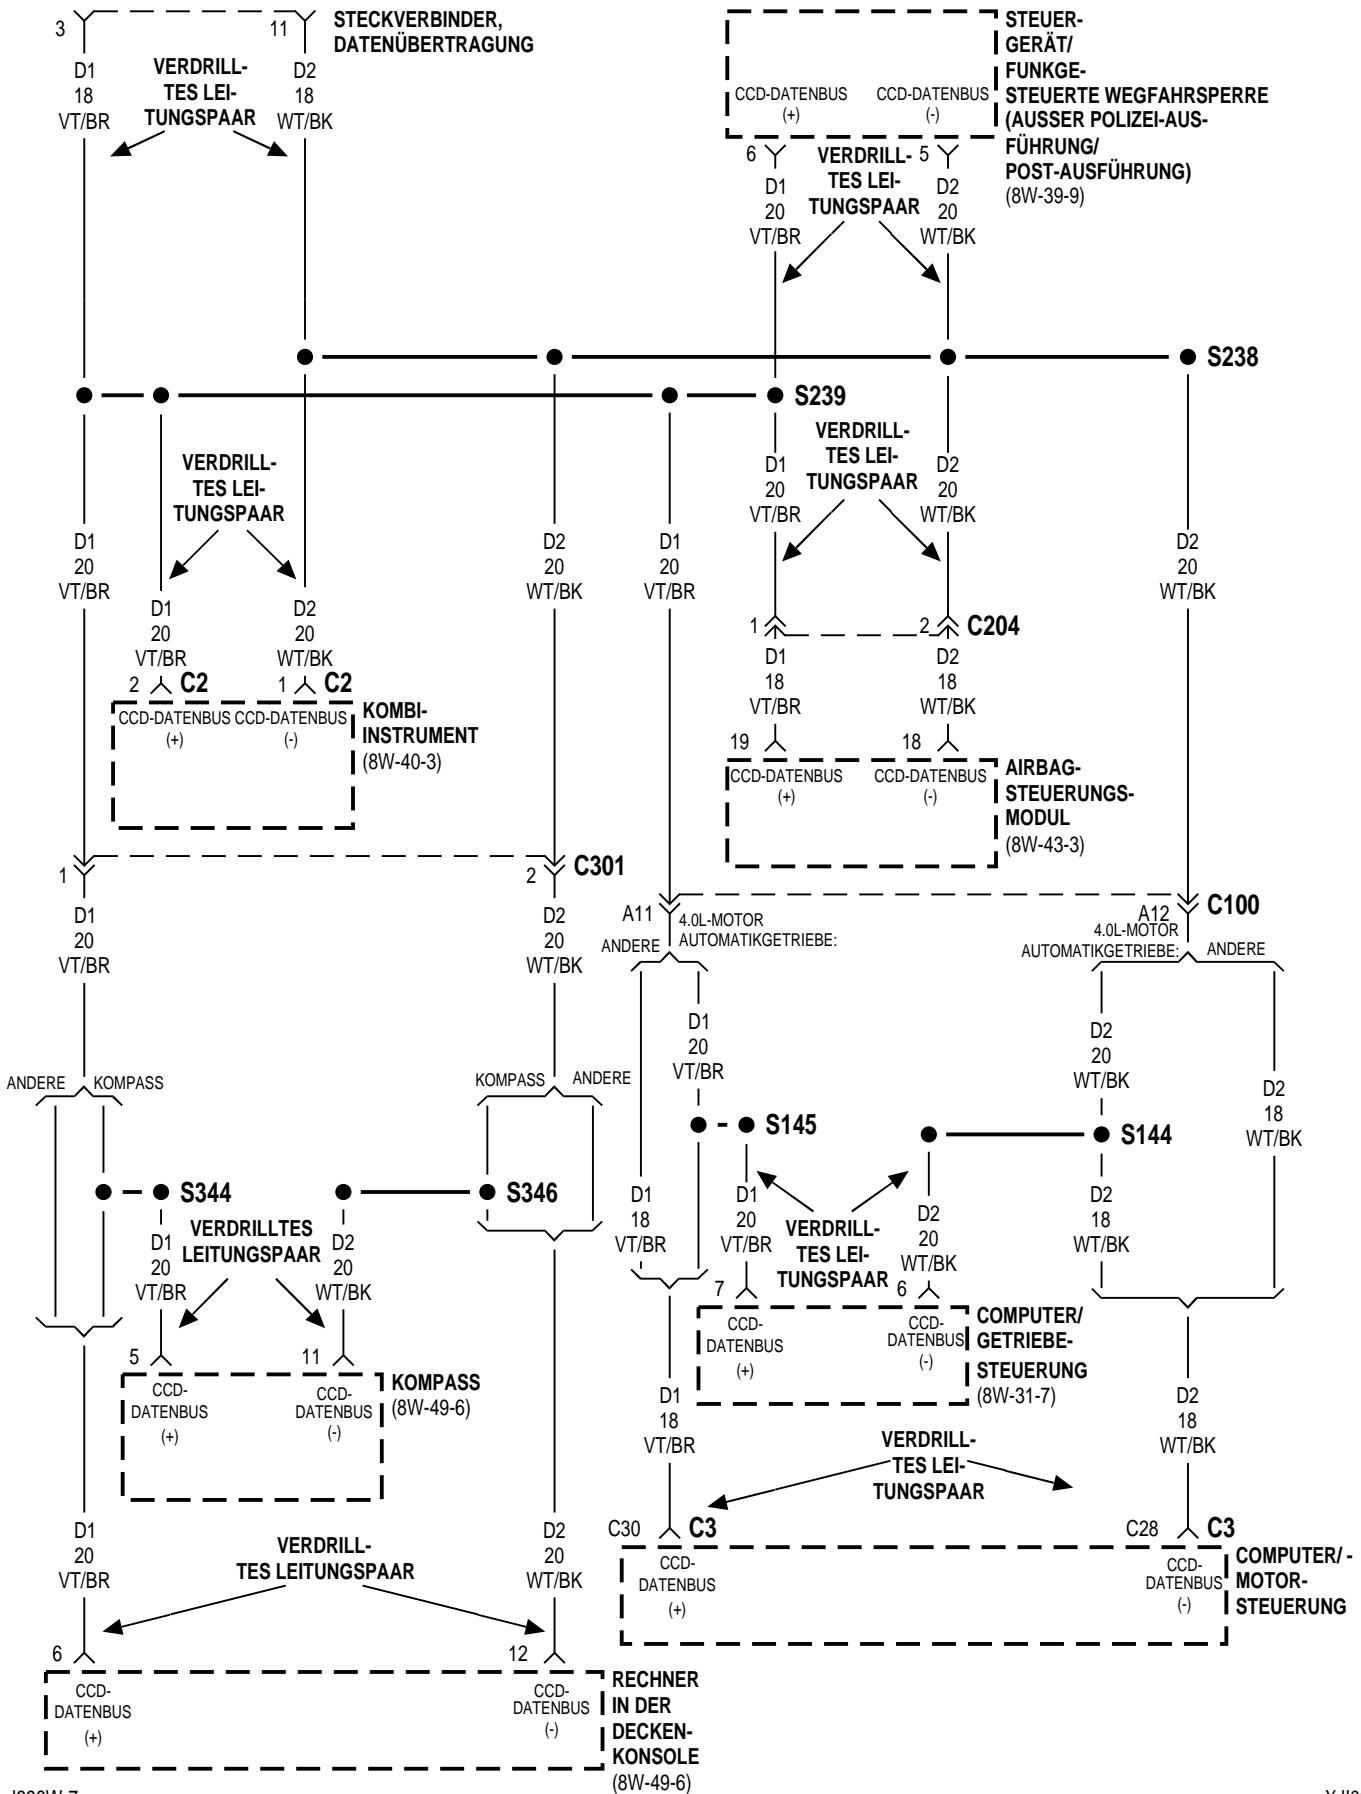 3
11
STECKVERBINDER,
DATENÜBERTRAGUNG
D1
18
VT/BR
VERDRILL-
TES LEI-
TUNGSPAAR
D2
18
WT/BK
CCD-DATENBUS
(+)
CCD-DATENBUS
(-)
STEUER-
GERÄT/
FUNKGE-
STEUERTE WEGFAHRSPERRE
(AUSSER POLIZEI-AUS-
FÜHRUNG/
POST-AUSFÜHRUNG)
(8W-39-9)
6
5
D1
20
VT/BR
VERDRILL-
TES LEI-
TUNGSPAAR
D2
20
WT/BK
S238
S239
VERDRILL-
TES LEI-
TUNGSPAAR
D1
20
VT/BR
VERDRILL-
TES LEI-
TUNGSPAAR
D2
20
WT/BK
D1
20
VT/BR
D2
20
WT/BK
D1
20
VT/BR
D2
20
WT/BK
D1
20
VT/BR
D2
20
WT/BK
2
C2
1
C2
CCD-DATENBUS
(+)
CCD-DATENBUS
(-)
KOMBI-
INSTRUMENT
(8W-40-3)
1
2
C204
D1
18
VT/BR
D2
18
WT/BK
19
18
CCD-DATENBUS
(+)
CCD-DATENBUS
(-)
AIRBAG-
STEUERUNGS-
MODUL
(8W-43-3)
1
2
C301
D1
20
VT/BR
D2
20
WT/BK
A11
4.0L-MOTOR
AUTOMATIKGETRIEBE:
ANDERE
A12
C100
4.0L-MOTOR
AUTOMATIKGETRIEBE:
ANDERE
D1
20
VT/BR
D2
20
WT/BK
D2
18
WT/BK
ANDERE
KOMPASS
KOMPASS
ANDERE
S145
S144
S344
S346
D1
18
VT/BR
D1
20
VT/BR
VERDRILL-
TES LEI-
TUNGSPAAR
D2
20
WT/BK
D2
18
WT/BK
D1
20
VT/BR
VERDRILLTES
LEITUNGSPAAR
D2
20
WT/BK
7
6
CCD-
DATENBUS
(+)
CCD-
DATENBUS
(-)
COMPUTER/
GETRIEBE-
STEUERUNG
(8W-31-7)
5
11
CCD-
DATENBUS
(+)
CCD-
DATENBUS
(-)
KOMPASS
(8W-49-6)
D1
18
VT/BR
VERDRILL-
TES LEI-
TUNGSPAAR
D2
18
WT/BK
C30
C3
C28
C3
CCD-
DATENBUS
(+)
CCD-
DATENBUS
(-)
COMPUTER/ -
MOTOR-
STEUERUNG
D1
20
VT/BR
VERDRILL-
TES LEITUNGSPAAR
D2
20
WT/BK
6
12
CCD-
DATENBUS
(+)
CCD-
DATENBUS
(-)
RECHNER
IN DER
DECKEN-
KONSOLE
(8W-49-6)